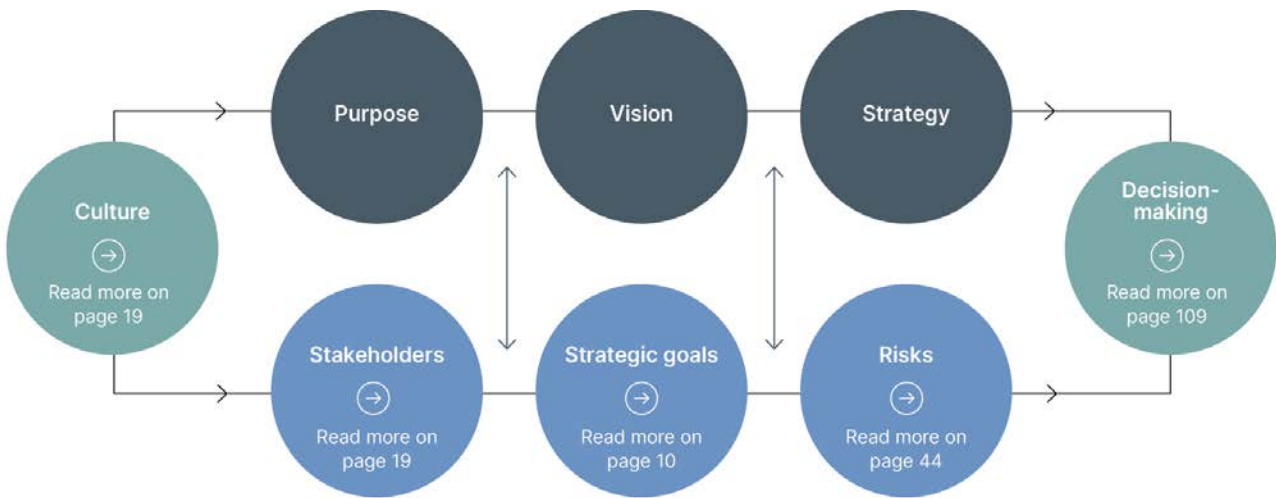 Purpose
Vision
Strategy
Culture
Read more on
page 19
Decision-
making
Read more on
page 109
Stakeholders
Read more on
page 19
Strategic goals
Read more on
page 10
Risks
Read more on
page 44